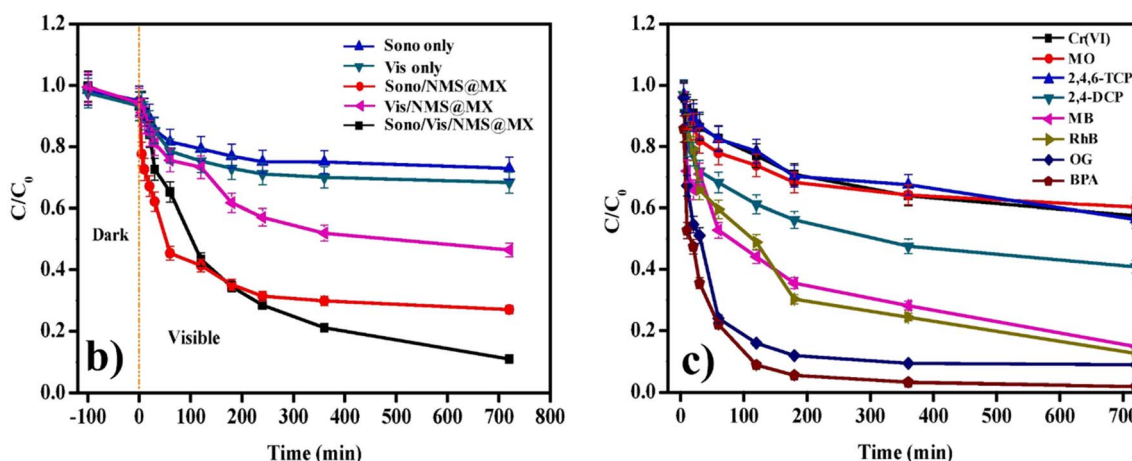 1.2
1.0
0.8
0.6
0.4
0.2
0.0
C/C0
Sono only
Vis only
Sono/NMS@MX
Vis/NMS@MX
Sono/Vis/NMS@MX
Dark
Visible
b)
-100 0 100 200 300 400 500 600 700 800
Time (min)
1.2
1.0
0.8
0.6
0.4
0.2
0.0
C/C0
Cr(VI)
MO
2,4,6-TCP
2,4-DCP
MB
RhB
OG
BPA
c)
0 100 200 300 400 500 600 700
Time (min)